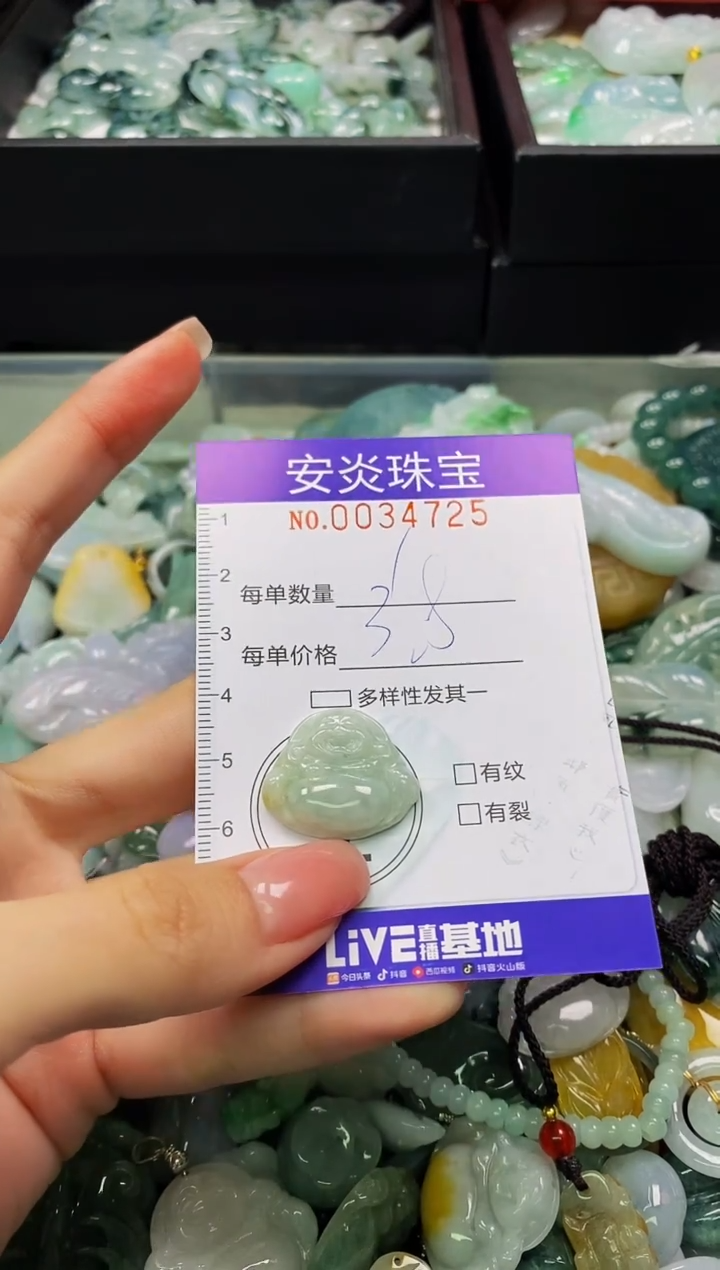 安炎珠宝
NO.0034725
1
2
每单数量
3
每单价格 38
4
多样性发其一
5
有纹
有裂
6
LiVE直播基地
今日头条 抖音 西瓜视频 抖音火山版